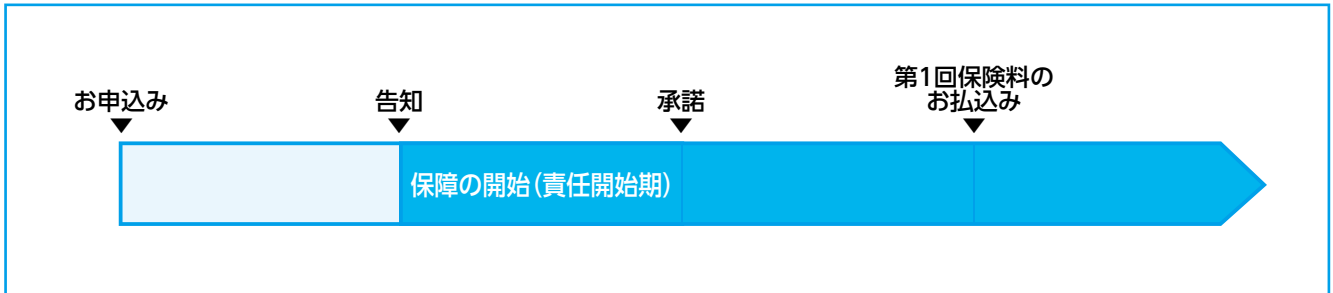 お申込み
告知
承諾
第1回保険料の
お払込み
保障の開始(責任開始期)